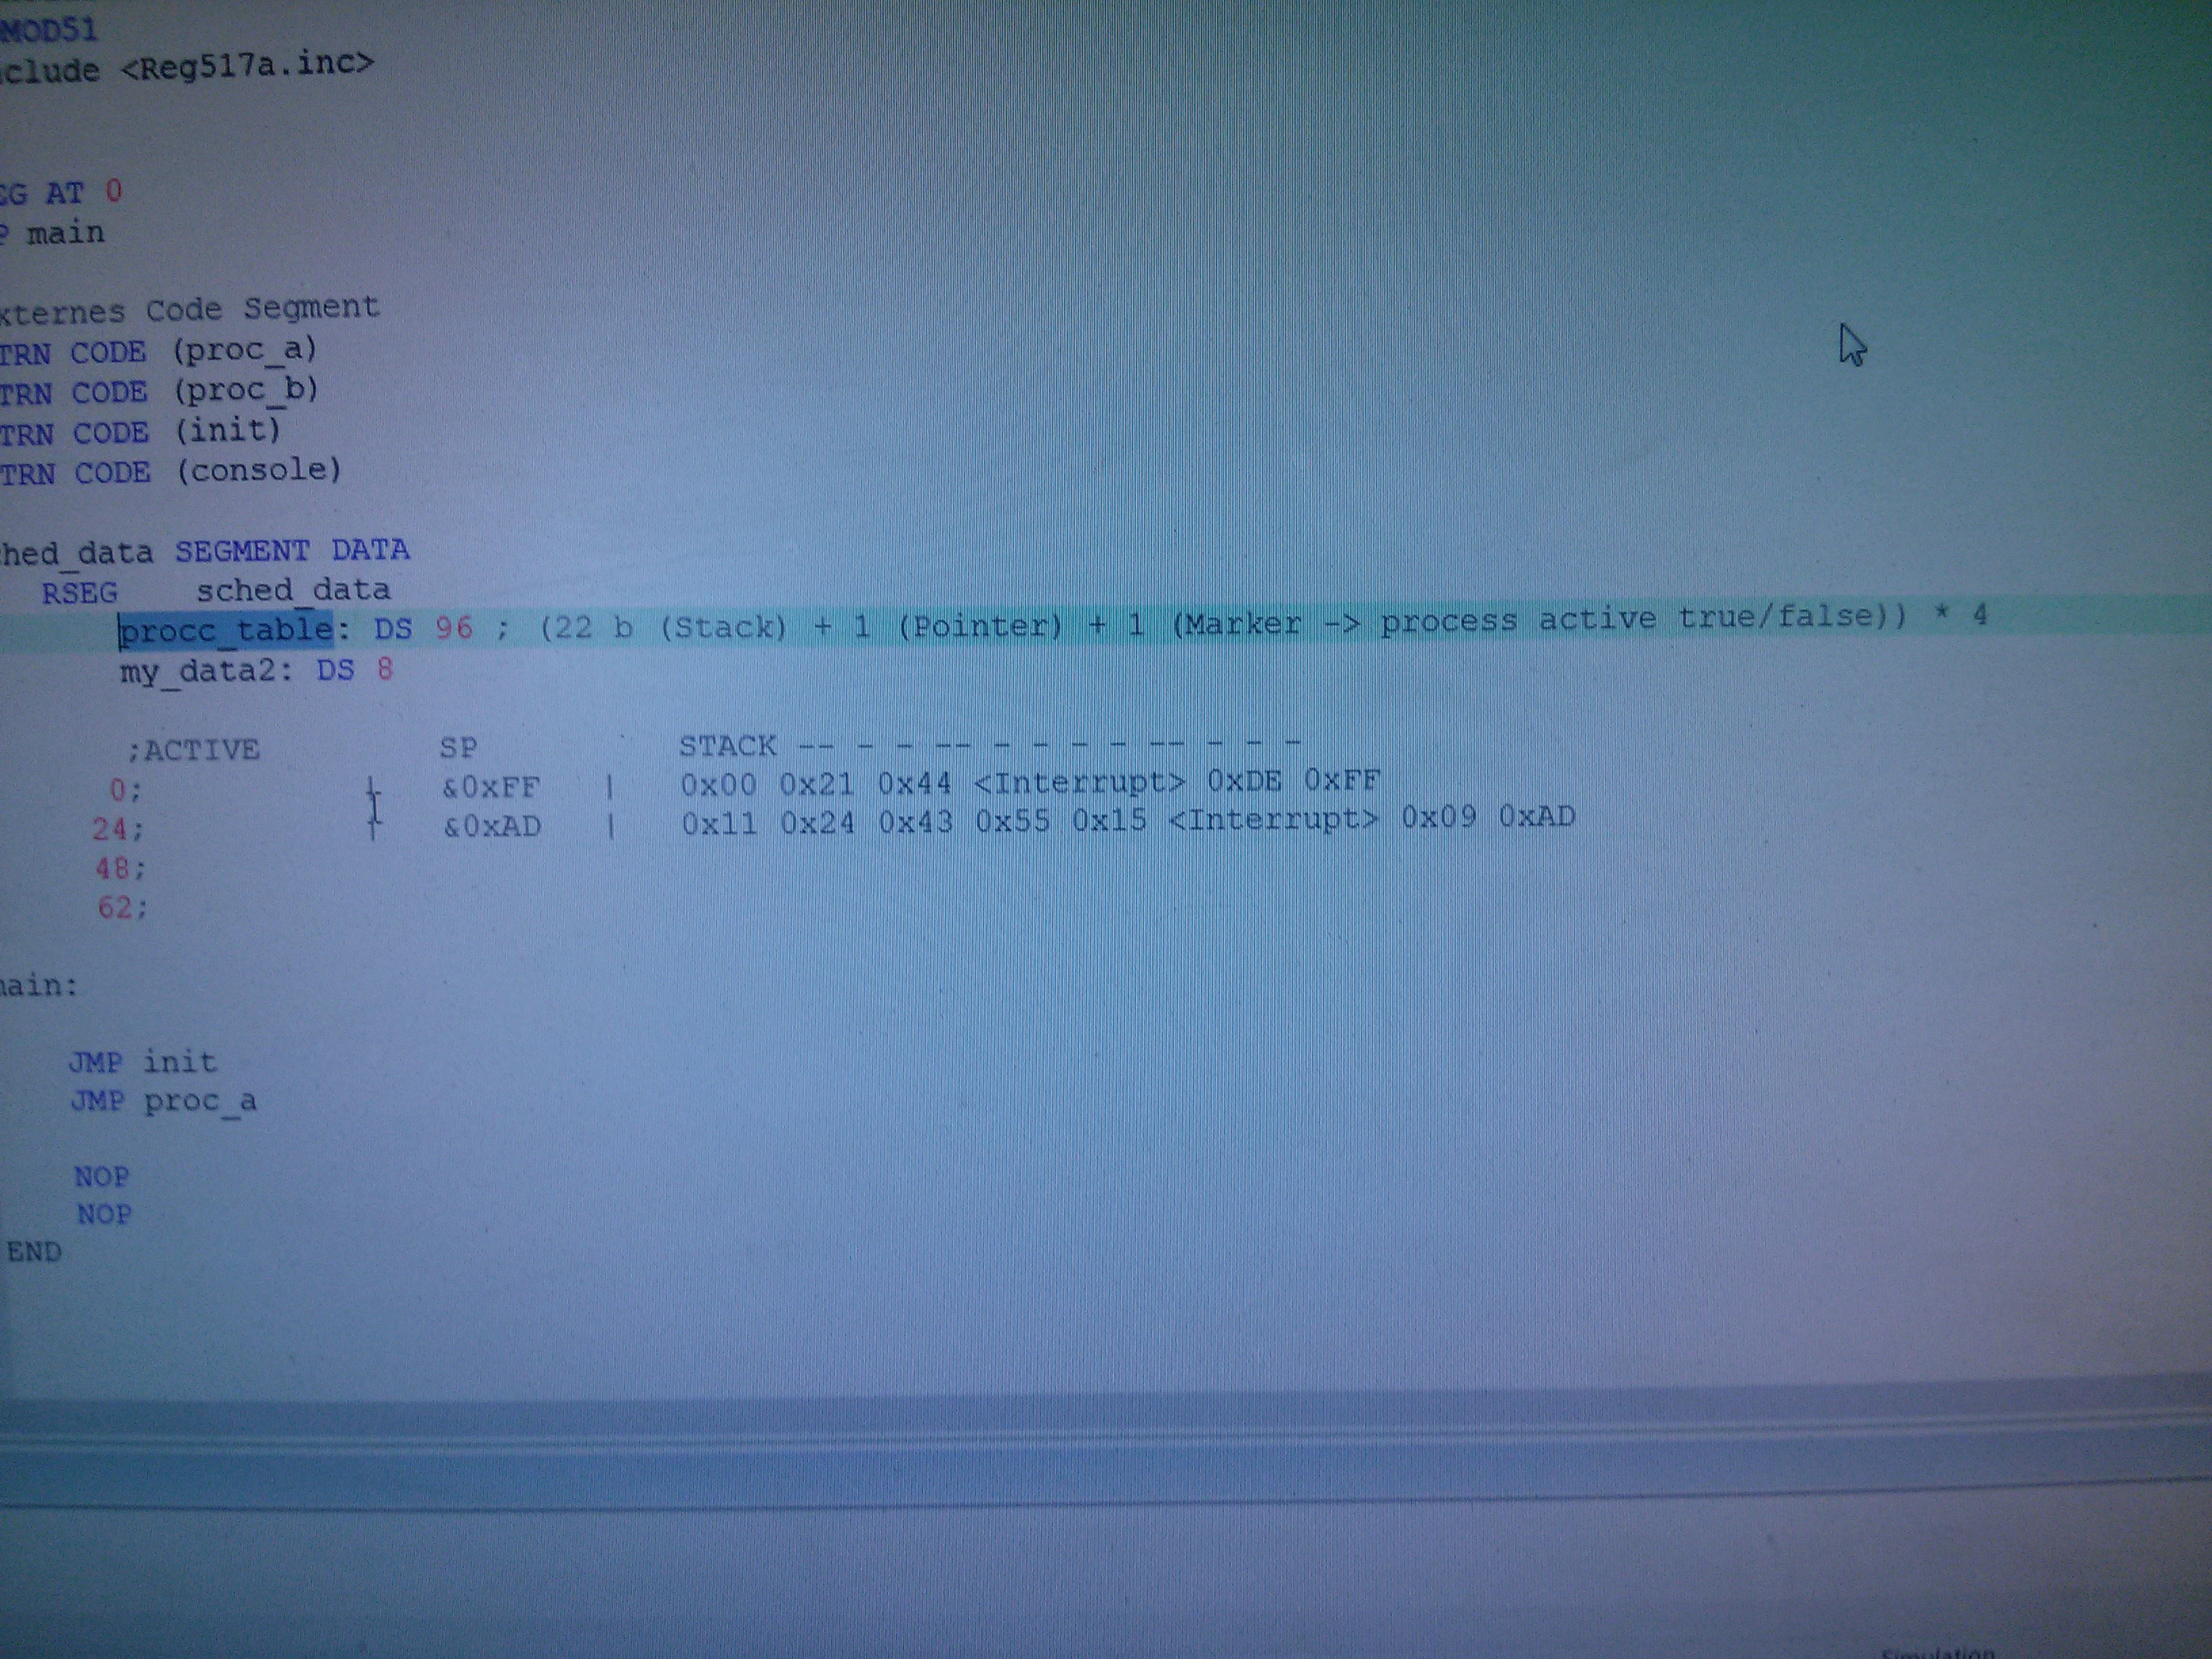 MOD51
clude <Reg517a.inc>
EG AT 0
P main
xternes Code Segment
TRN CODE (proc_a)
TRN CODE (proc_b)
TRN CODE (init)
TRN CODE (console)
hed_data SEGMENT DATA
RSEG sched_data
procc_table: DS 96 ; (22 b (Stack) + 1 (Pointer) + 1 (Marker -> process active true/false)) * 4
my_data2: DS 8
;ACTIVE SP STACK -- - - -- - - - - -- - - -
0; &0xFF | 0x00 0x21 0x44 <Interrupt> 0xDE 0xFF
24; &0xAD | 0x11 0x24 0x43 0x55 0x15 <Interrupt> 0x09 0xAD
48;
62;
ain:
JMP init
JMP proc_a
NOP
NOP
END
Simulation